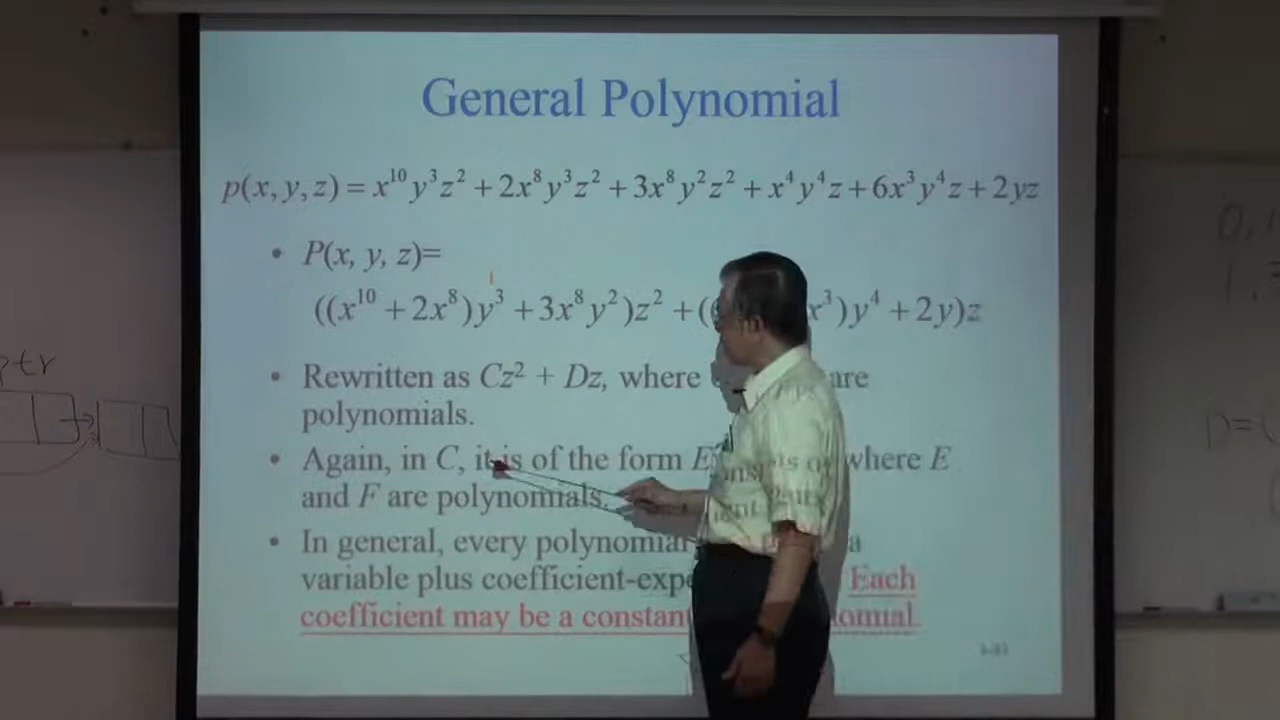 General Polynomial
p(x, y, z) = x¹⁰y³z² + 2x⁸y³z² + 3x⁸y²z² + x⁴y⁴z + 6x³y⁴z + 2yz
• P(x, y, z)=
((x¹⁰ + 2x⁸)y³ + 3x⁸y²)z² + (( x³)y⁴ + 2y)z
• Rewritten as Cz² + Dz, where are
polynomials.
• Again, in C, it is of the form E where E
and F are polynomials.
• In general, every polynomial a
variable plus coefficient- Each
coefficient may be a constant
ptr